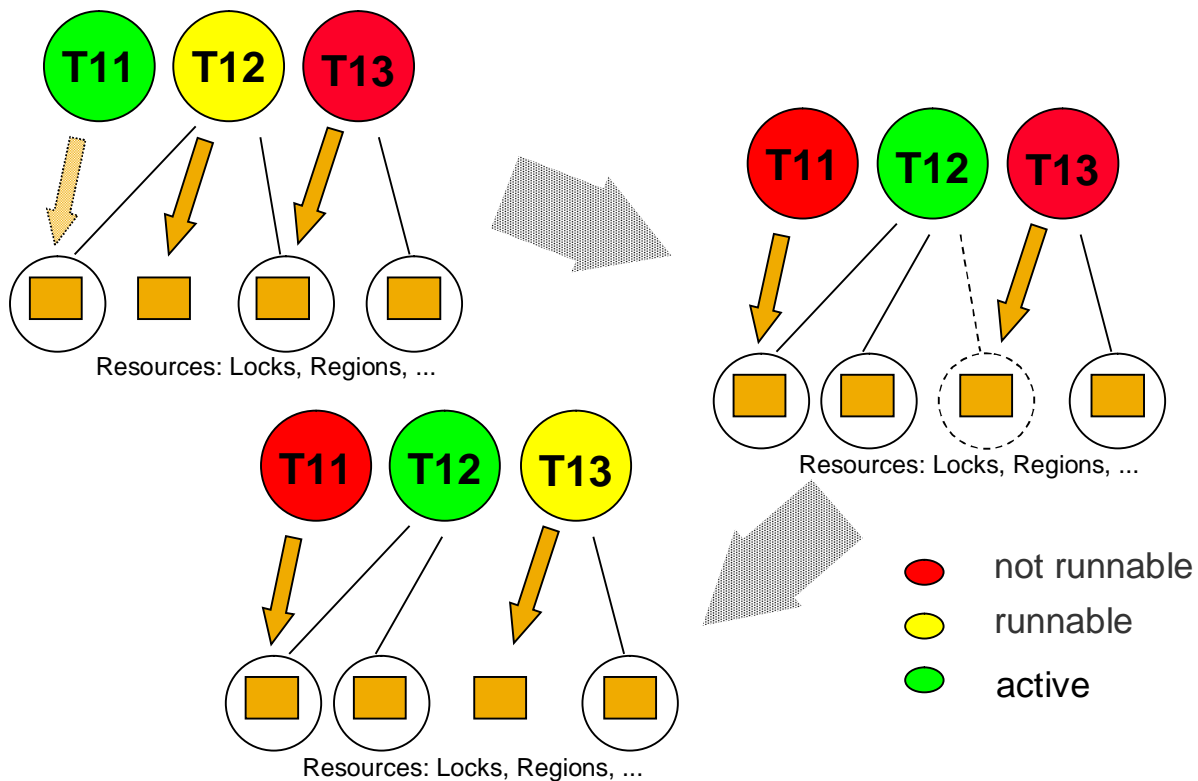 T11 T12 T13
Resources: Locks, Regions, ...
T11 T12 T13
Resources: Locks, Regions, ...
T11 T12 T13
Resources: Locks, Regions, ...
not runnable
runnable
active